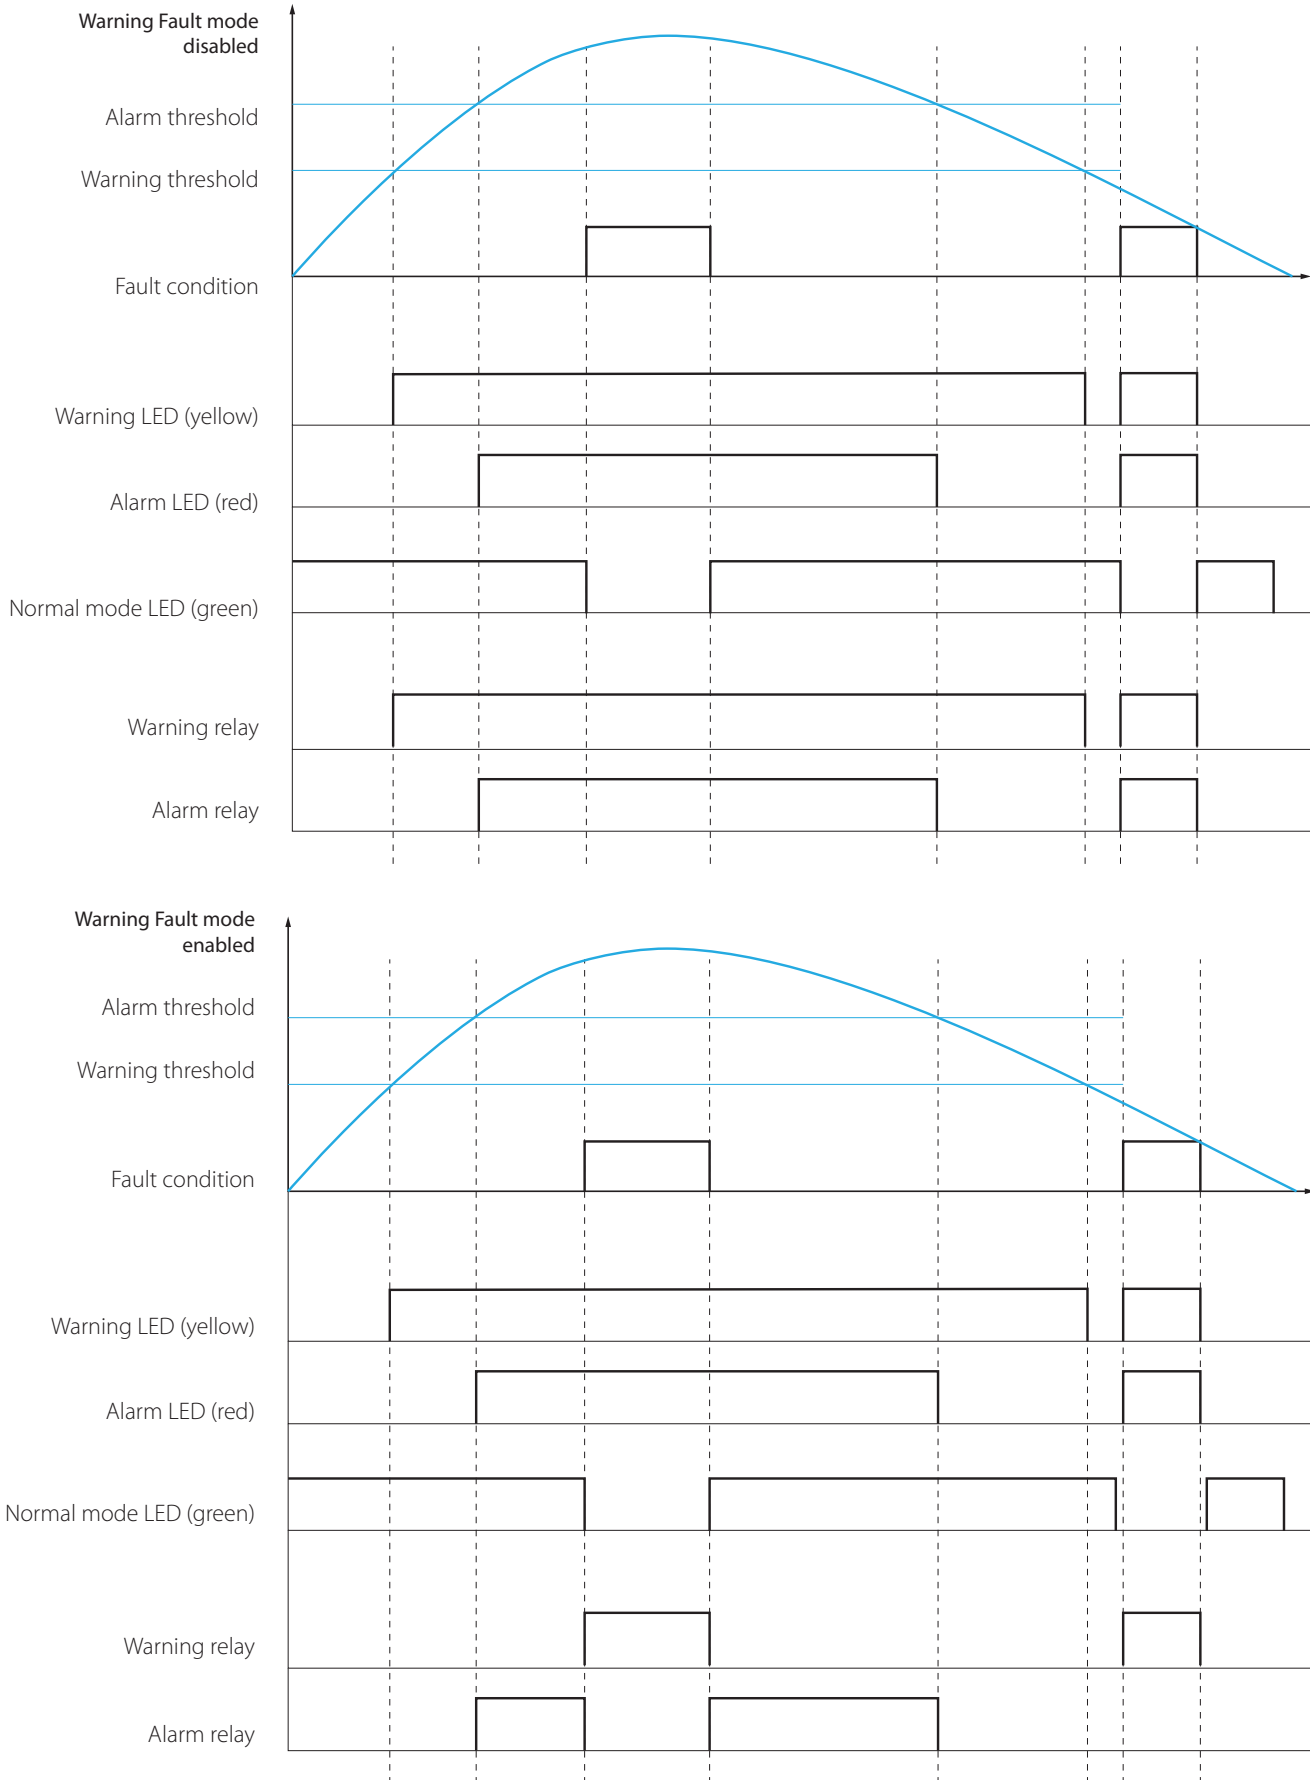 Warning Fault mode
disabled
Alarm threshold
Warning threshold
Fault condition
Warning LED (yellow)
Alarm LED (red)
Normal mode LED (green)
Warning relay
Alarm relay
Warning Fault mode
enabled
Alarm threshold
Warning threshold
Fault condition
Warning LED (yellow)
Alarm LED (red)
Normal mode LED (green)
Warning relay
Alarm relay